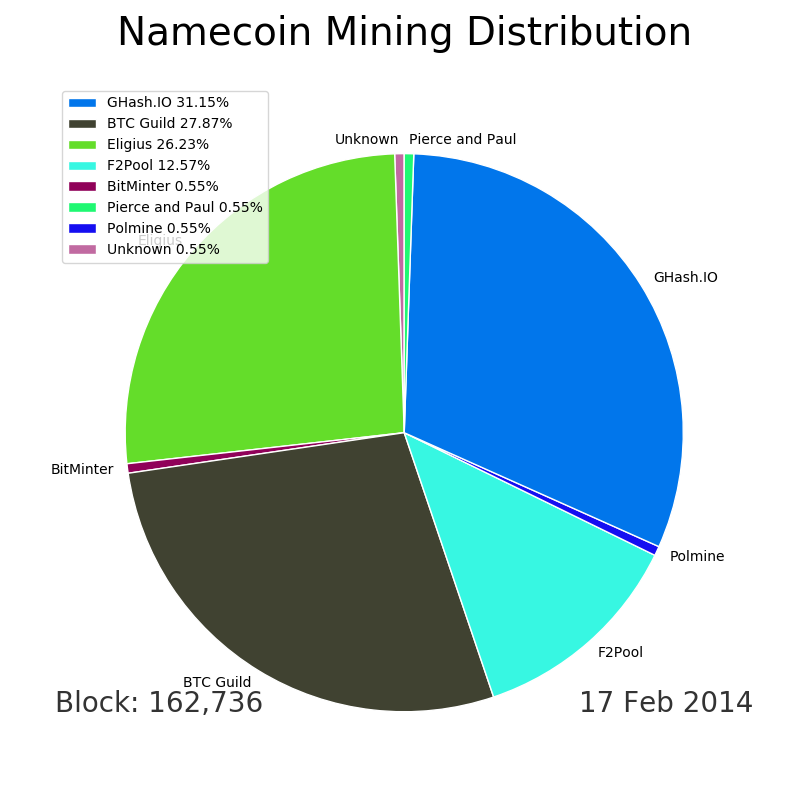 Namecoin Mining Distribution
GHash.IO 31.15%
BTC Guild 27.87%
Eligius 26.23%
F2Pool 12.57%
BitMinter 0.55%
Pierce and Paul 0.55%
Polmine 0.55%
Unknown 0.55%
Unknown
Pierce and Paul
Eligius
GHash.IO
BitMinter
Polmine
F2Pool
BTC Guild
Block: 162,736
17 Feb 2014